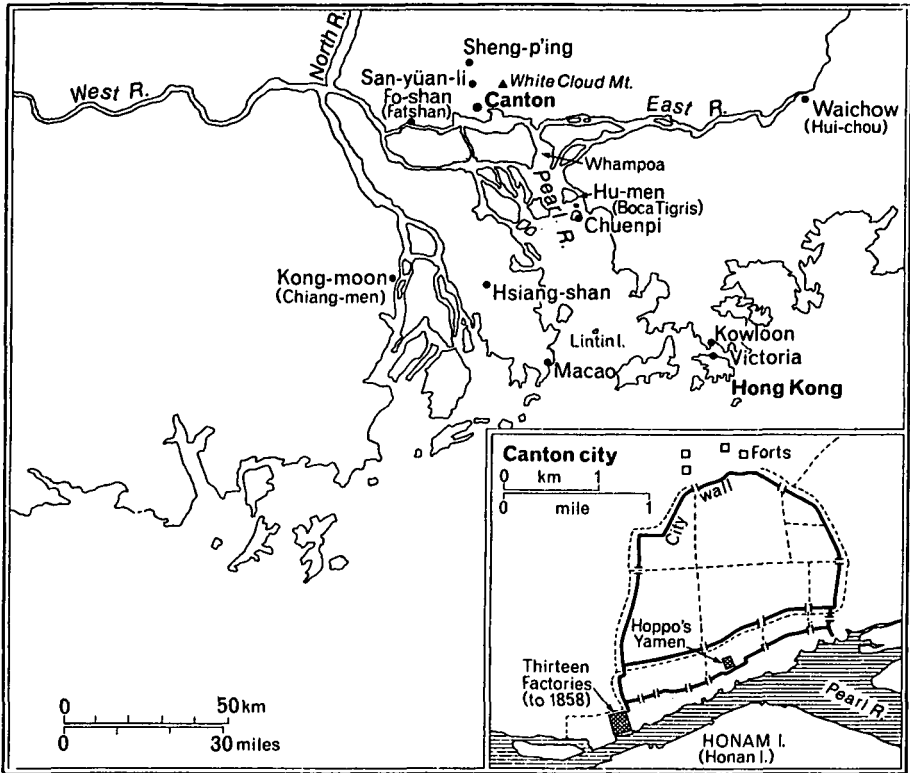 North R.
Sheng-p'ing
San-yüan-li
White Cloud Mt.
West R.
Fo-shan
(Fatshan)
Canton
East R.
Waichow
(Hui-chou)
Whampoa
Pearl R.
Hu-men
(Boca Tigris)
Chuenpi
Kong-moon
(Chiang-men)
Hsiang-shan
Lintin I.
Kowloon
Victoria
Macao
Hong Kong
0 50 km
0 30 miles
Canton city
Forts
0 km 1
0 mile 1
City wall
Hoppo's
Yamen
Thirteen
Factories
(to 1858)
Pearl R.
HONAM I.
(Honan I.)